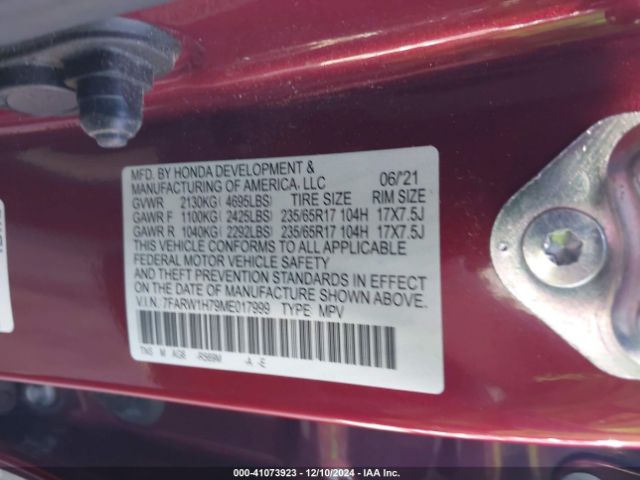 MFD. BY HONDA DEVELOPMENT & 06/'21
MANUFACTURING OF AMERICA, LLC
GVWR 2130KG( 4695LBS) TIRE SIZE RIM SIZE
GAWR F 1100KG( 2425LBS) 235/65R17 104H 17X7.5J
GAWR R 1040KG( 2292LBS) 235/65R17 104H 17X7.5J
THIS VEHICLE CONFORMS TO ALL APPLICABLE
FEDERAL MOTOR VEHICLE SAFETY
AND THEFT PREVENTION STANDARDS IN EFFECT
ON THE DATE OF MANUFACTURE SHOWN ABOVE.
V.I.N: 7FARW1H79ME017999 TYPE: MPV
TNS M AG8 -R569M -A -E
000-41073923 – 12/10/2024 – IAA Inc.